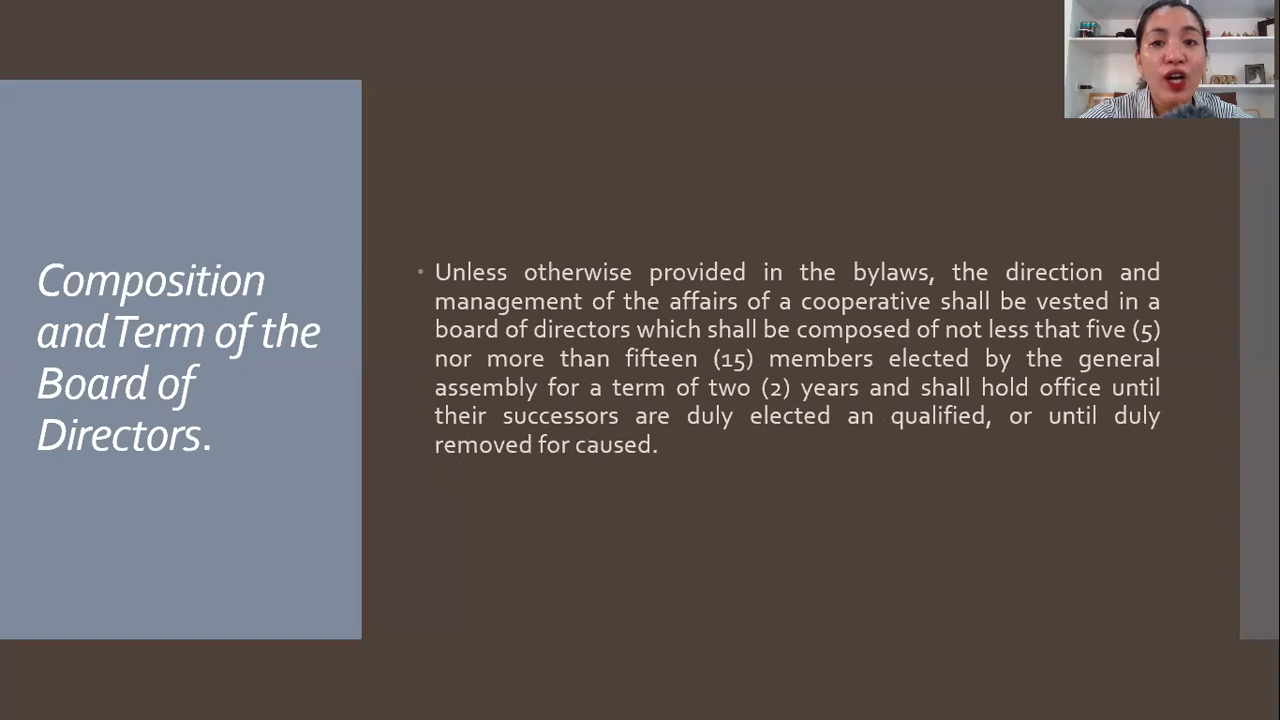 Composition
and Term of the
Board of
Directors.
• Unless otherwise provided in the bylaws, the direction and
management of the affairs of a cooperative shall be vested in a
board of directors which shall be composed of not less that five (5)
nor more than fifteen (15) members elected by the general
assembly for a term of two (2) years and shall hold office until
their successors are duly elected an qualified, or until duly
removed for caused.